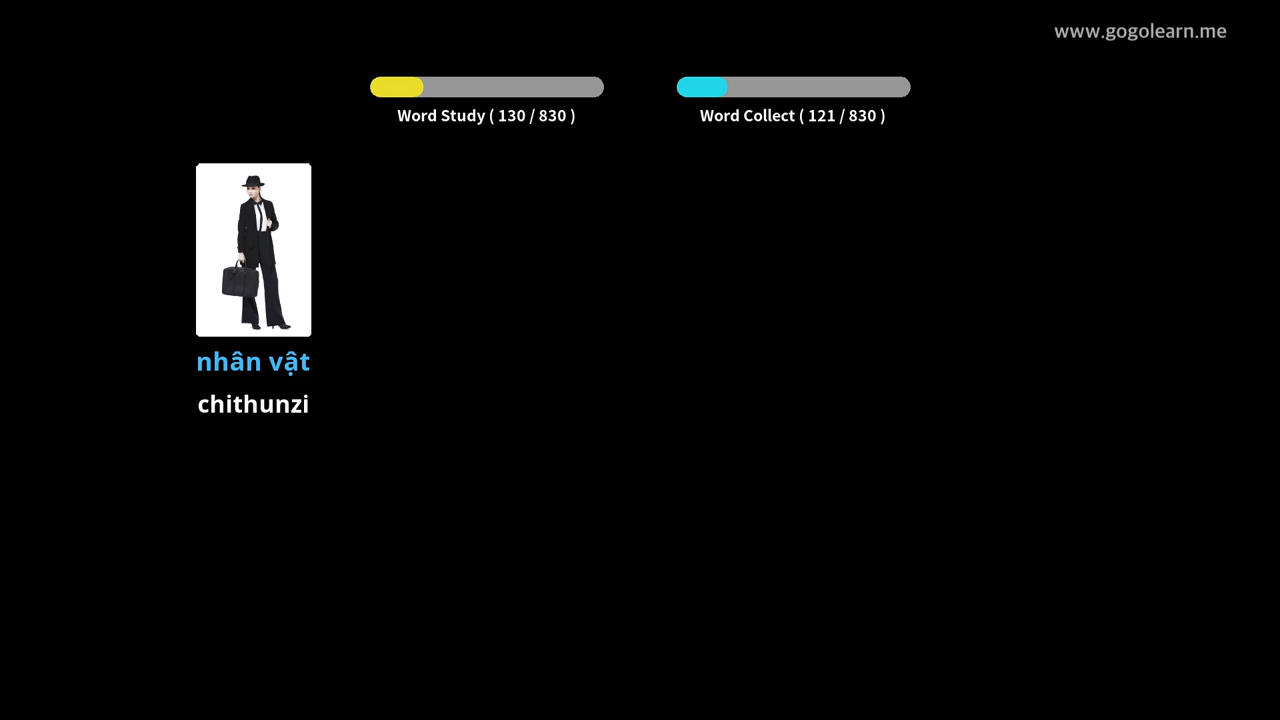 www.gogolearn.me
Word Study ( 130 / 830 )
Word Collect ( 121 / 830 )
nhân vật
chithunzi